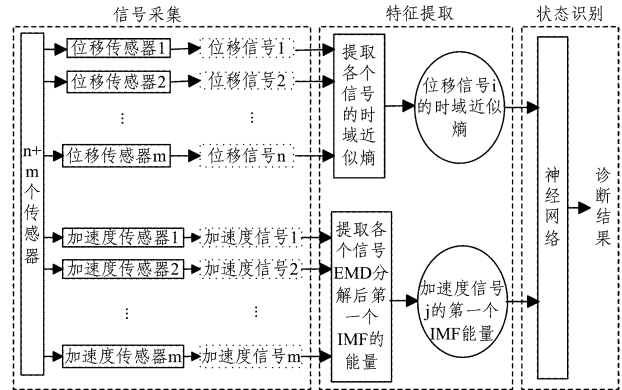 信号采集
特征提取
状态识别
n+
m
个
传
感
器
位移传感器1
位移信号1
位移传感器2
位移信号2
⋮
⋮
位移传感器m
位移信号n
加速度传感器1
加速度信号1
加速度传感器2
加速度信号2
⋮
⋮
加速度传感器m
加速度信号m
提取
各个
信号
的时
域近
似熵
位移信号i
的时域近似
熵
提取各
个信号
EMD分
解后第
一个
IMF的
能量
加速度信号
j的第一个
IMF能量
神
经
网
络
诊
断
结
果